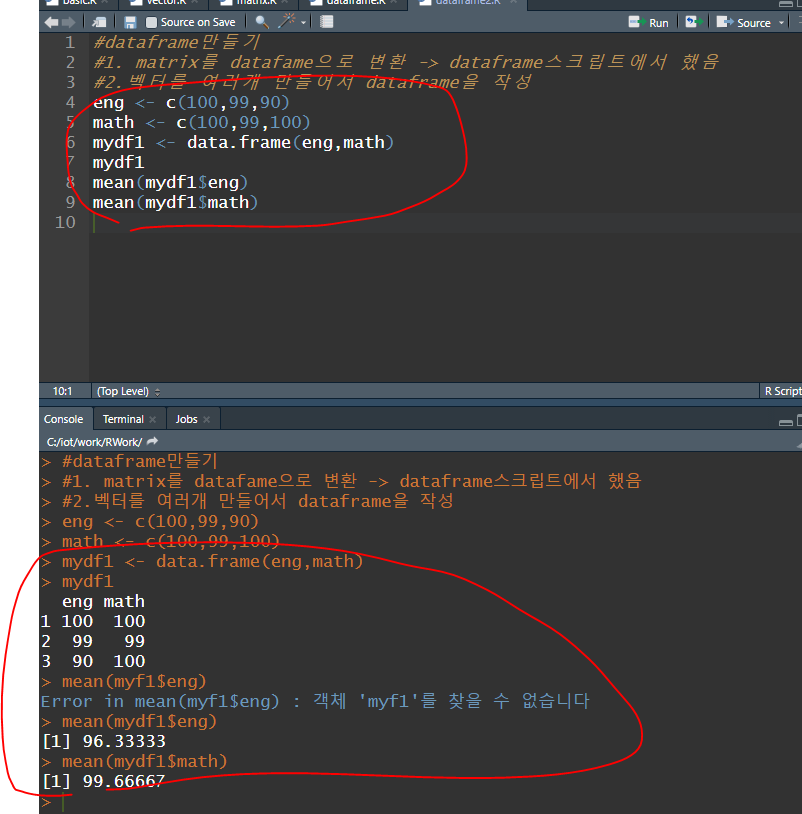 basic.R vector.R matrix.R dataframe.R dataframe2.R
Source on Save Run Source
1 #dataframe만들기
2 #1. matrix를 datafame으로 변환 -> dataframe스크립트에서 했음
3 #2.벡터를 여러개 만들어서 dataframe을 작성
4 eng <- c(100,99,90)
5 math <- c(100,99,100)
6 mydf1 <- data.frame(eng,math)
7 mydf1
8 mean(mydf1$eng)
9 mean(mydf1$math)
10
10:1 (Top Level) R Script
Console Terminal Jobs
C:/iot/work/RWork/
> #dataframe만들기
> #1. matrix를 datafame으로 변환 -> dataframe스크립트에서 했음
> #2.벡터를 여러개 만들어서 dataframe을 작성
> eng <- c(100,99,90)
> math <- c(100,99,100)
> mydf1 <- data.frame(eng,math)
> mydf1
eng math
1 100 100
2 99 99
3 90 100
> mean(myf1$eng)
Error in mean(myf1$eng) : 객체 'myf1'를 찾을 수 없습니다
> mean(mydf1$eng)
[1] 96.33333
> mean(mydf1$math)
[1] 99.66667
>